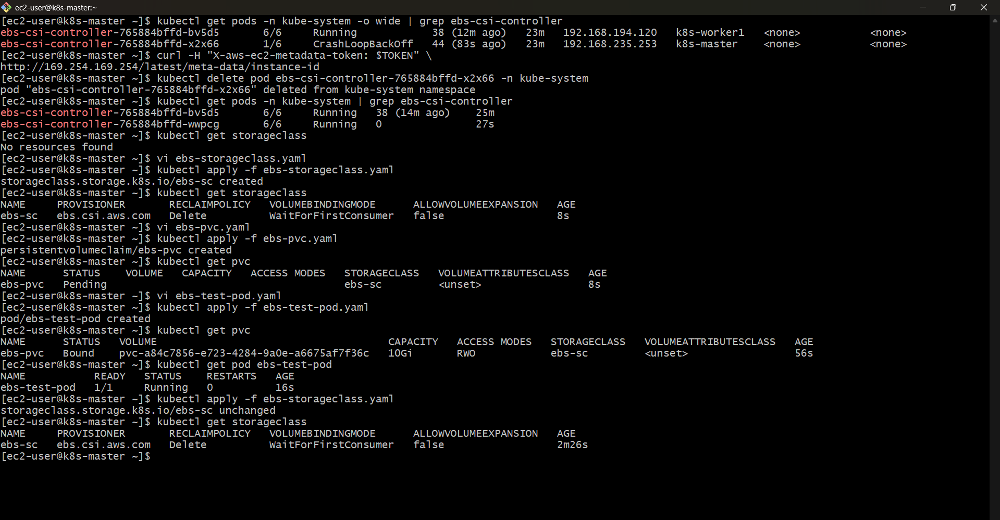 ec2-user@k8s-master:~
[ec2-user@k8s-master ~]$ kubectl get pods -n kube-system -o wide | grep ebs-csi-controller
ebs-csi-controller-765884bffd-bv5d5       6/6     Running            38 (12m ago)   23m   192.168.194.120   k8s-worker1   <none>           <none>
ebs-csi-controller-765884bffd-x2x66       1/6     CrashLoopBackOff   44 (83s ago)   23m   192.168.235.253   k8s-master    <none>           <none>
[ec2-user@k8s-master ~]$ curl -H "X-aws-ec2-metadata-token: $TOKEN" \
http://169.254.169.254/latest/meta-data/instance-id
[ec2-user@k8s-master ~]$ kubectl delete pod ebs-csi-controller-765884bffd-x2x66 -n kube-system
pod "ebs-csi-controller-765884bffd-x2x66" deleted from kube-system namespace
[ec2-user@k8s-master ~]$ kubectl get pods -n kube-system | grep ebs-csi-controller
ebs-csi-controller-765884bffd-bv5d5       6/6     Running   38 (14m ago)    25m
ebs-csi-controller-765884bffd-wwpcg       6/6     Running   0               27s
[ec2-user@k8s-master ~]$ kubectl get storageclass
No resources found
[ec2-user@k8s-master ~]$ vi ebs-storageclass.yaml
[ec2-user@k8s-master ~]$ kubectl apply -f ebs-storageclass.yaml
storageclass.storage.k8s.io/ebs-sc created
[ec2-user@k8s-master ~]$ kubectl get storageclass
NAME     PROVISIONER       RECLAIMPOLICY   VOLUMEBINDINGMODE      ALLOWVOLUMEEXPANSION   AGE
ebs-sc   ebs.csi.aws.com   Delete          WaitForFirstConsumer   false                  8s
[ec2-user@k8s-master ~]$ vi ebs-pvc.yaml
[ec2-user@k8s-master ~]$ kubectl apply -f ebs-pvc.yaml
persistentvolumeclaim/ebs-pvc created
[ec2-user@k8s-master ~]$ kubectl get pvc
NAME      STATUS    VOLUME   CAPACITY   ACCESS MODES   STORAGECLASS   VOLUMEATTRIBUTESCLASS   AGE
ebs-pvc   Pending                                      ebs-sc         <unset>                 8s
[ec2-user@k8s-master ~]$ vi ebs-test-pod.yaml
[ec2-user@k8s-master ~]$ kubectl apply -f ebs-test-pod.yaml
pod/ebs-test-pod created
[ec2-user@k8s-master ~]$ kubectl get pvc
NAME      STATUS   VOLUME                                     CAPACITY   ACCESS MODES   STORAGECLASS   VOLUMEATTRIBUTESCLASS   AGE
ebs-pvc   Bound    pvc-a84c7856-e723-4284-9a0e-a6675af7f36c   10Gi       RWO            ebs-sc         <unset>                 56s
[ec2-user@k8s-master ~]$ kubectl get pod ebs-test-pod
NAME           READY   STATUS    RESTARTS   AGE
ebs-test-pod   1/1     Running   0          16s
[ec2-user@k8s-master ~]$ kubectl apply -f ebs-storageclass.yaml
storageclass.storage.k8s.io/ebs-sc unchanged
[ec2-user@k8s-master ~]$ kubectl get storageclass
NAME     PROVISIONER       RECLAIMPOLICY   VOLUMEBINDINGMODE      ALLOWVOLUMEEXPANSION   AGE
ebs-sc   ebs.csi.aws.com   Delete          WaitForFirstConsumer   false                  2m26s
[ec2-user@k8s-master ~]$